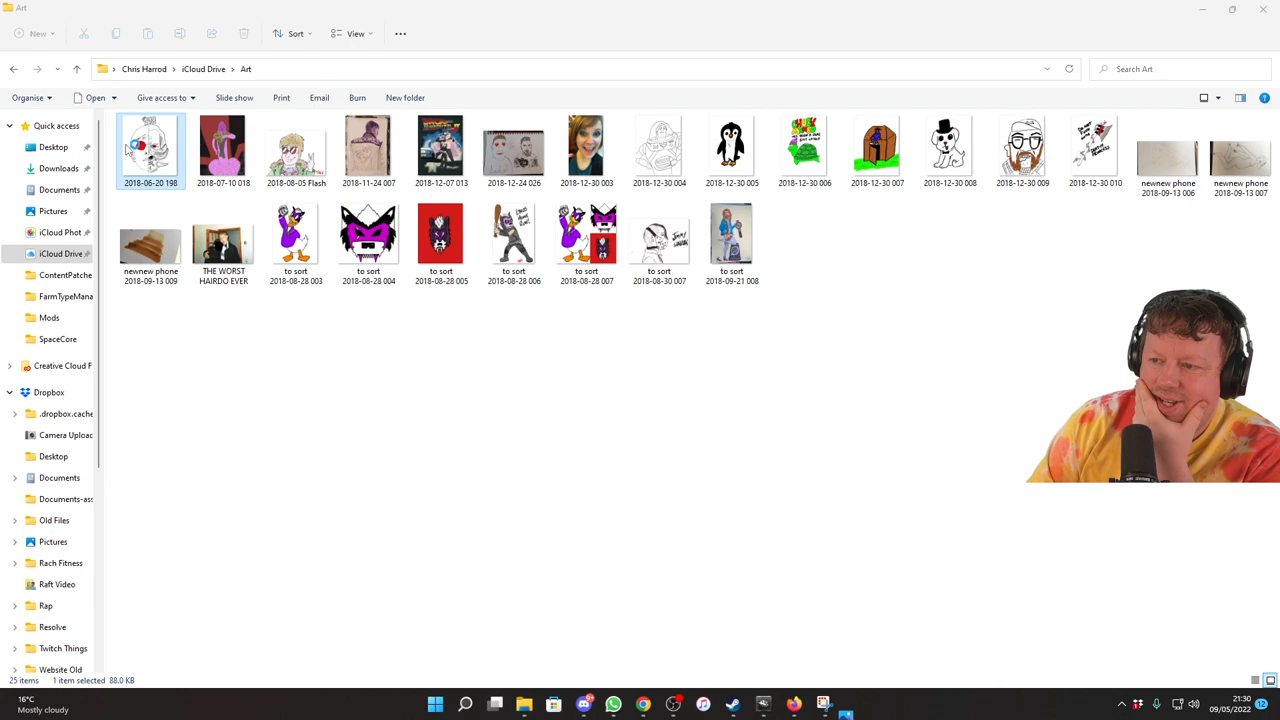 Art
New
Sort
View
Chris Harrod
iCloud Drive
Art
Search Art
Organise
Open
Give access to
Slide show
Print
Email
Burn
New folder
Quick access
Desktop
Downloads
Documents
Pictures
iCloud Phot
iCloud Drive
ContentPatche
FarmTypeMana
Mods
SpaceCore
Creative Cloud F
Dropbox
.dropbox.cache
Camera Upload
Desktop
Documents
Documents-ass
Old Files
Pictures
Rach Fitness
Raft Video
Rap
Resolve
Twitch Things
Website Old
2018-06-20 198
2018-07-10 018
2018-08-05 Flash
2018-11-24 007
2018-12-07 013
2018-12-24 026
2018-12-30 003
2018-12-30 004
2018-12-30 005
2018-12-30 006
2018-12-30 007
2018-12-30 008
2018-12-30 009
2018-12-30 010
newnew phone
2018-09-13 006
newnew phone
2018-09-13 007
newnew phone
2018-09-13 009
THE WORST
HAIRDO EVER
to sort
2018-08-28 003
to sort
2018-08-28 004
to sort
2018-08-28 005
to sort
2018-08-28 006
to sort
2018-08-28 007
to sort
2018-08-30 007
to sort
2018-09-21 008
25 items
1 item selected 88.0 KB
16°C
Mostly cloudy
21:30
09/05/2022